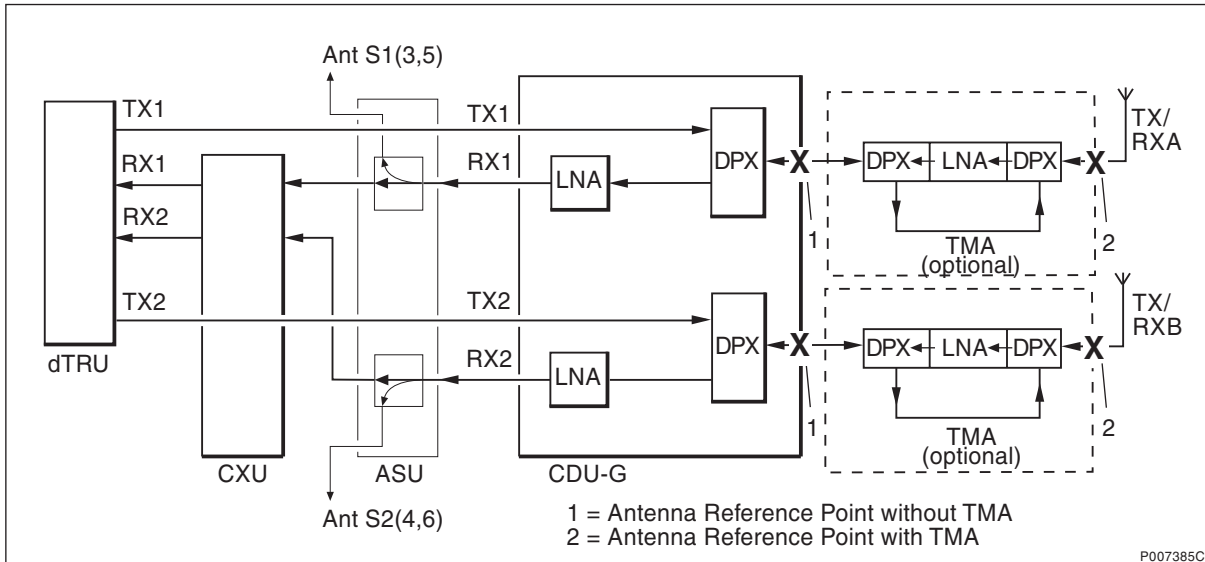 Ant S1(3,5)
TX1
TX1
TX/
RXA
RX1
RX1
DPX
LNA
DPX
LNA
DPX
RX2
1
TMA
(optional)
2
TX2
TX2
TX/
RXB
dTRU
RX2
DPX
LNA
DPX
LNA
DPX
1
TMA
(optional)
2
CXU
ASU
CDU-G
Ant S2(4,6)
1 = Antenna Reference Point without TMA
2 = Antenna Reference Point with TMA
P007385C